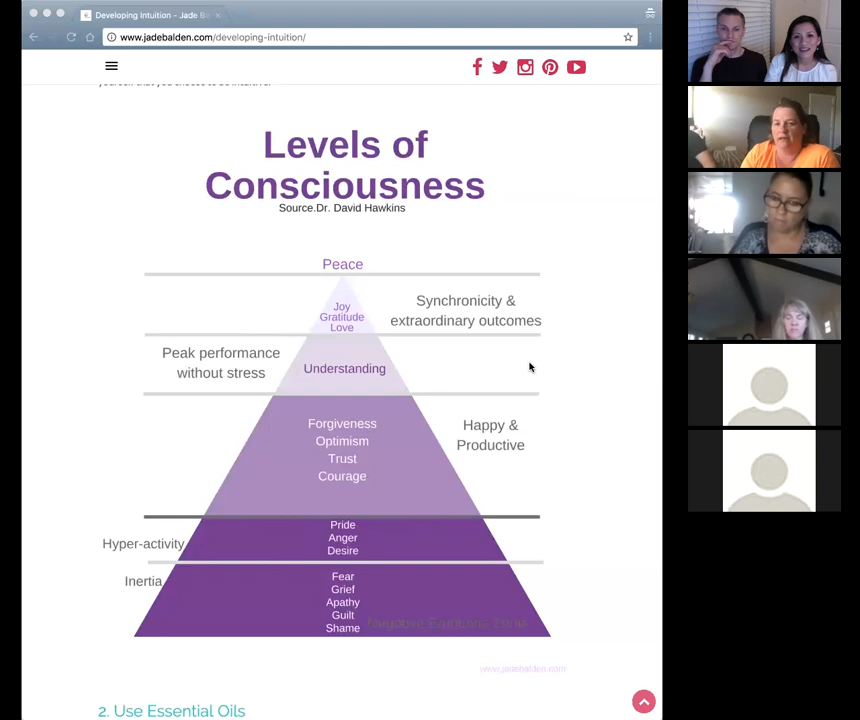 Developing Intuition - Jade Ba
www.jadebalden.com/developing-intuition/
Levels of
Consciousness
Source.Dr. David Hawkins
Peace
Joy
Gratitude
Love
Synchronicity &
extraordinary outcomes
Peak performance
without stress
Understanding
Forgiveness
Optimism
Trust
Courage
Happy &
Productive
Pride
Anger
Desire
Hyper-activity
Inertia
Fear
Grief
Apathy
Guilt
Shame
Negative Emotions Zone
www.jadebalden.com
2. Use Essential Oils